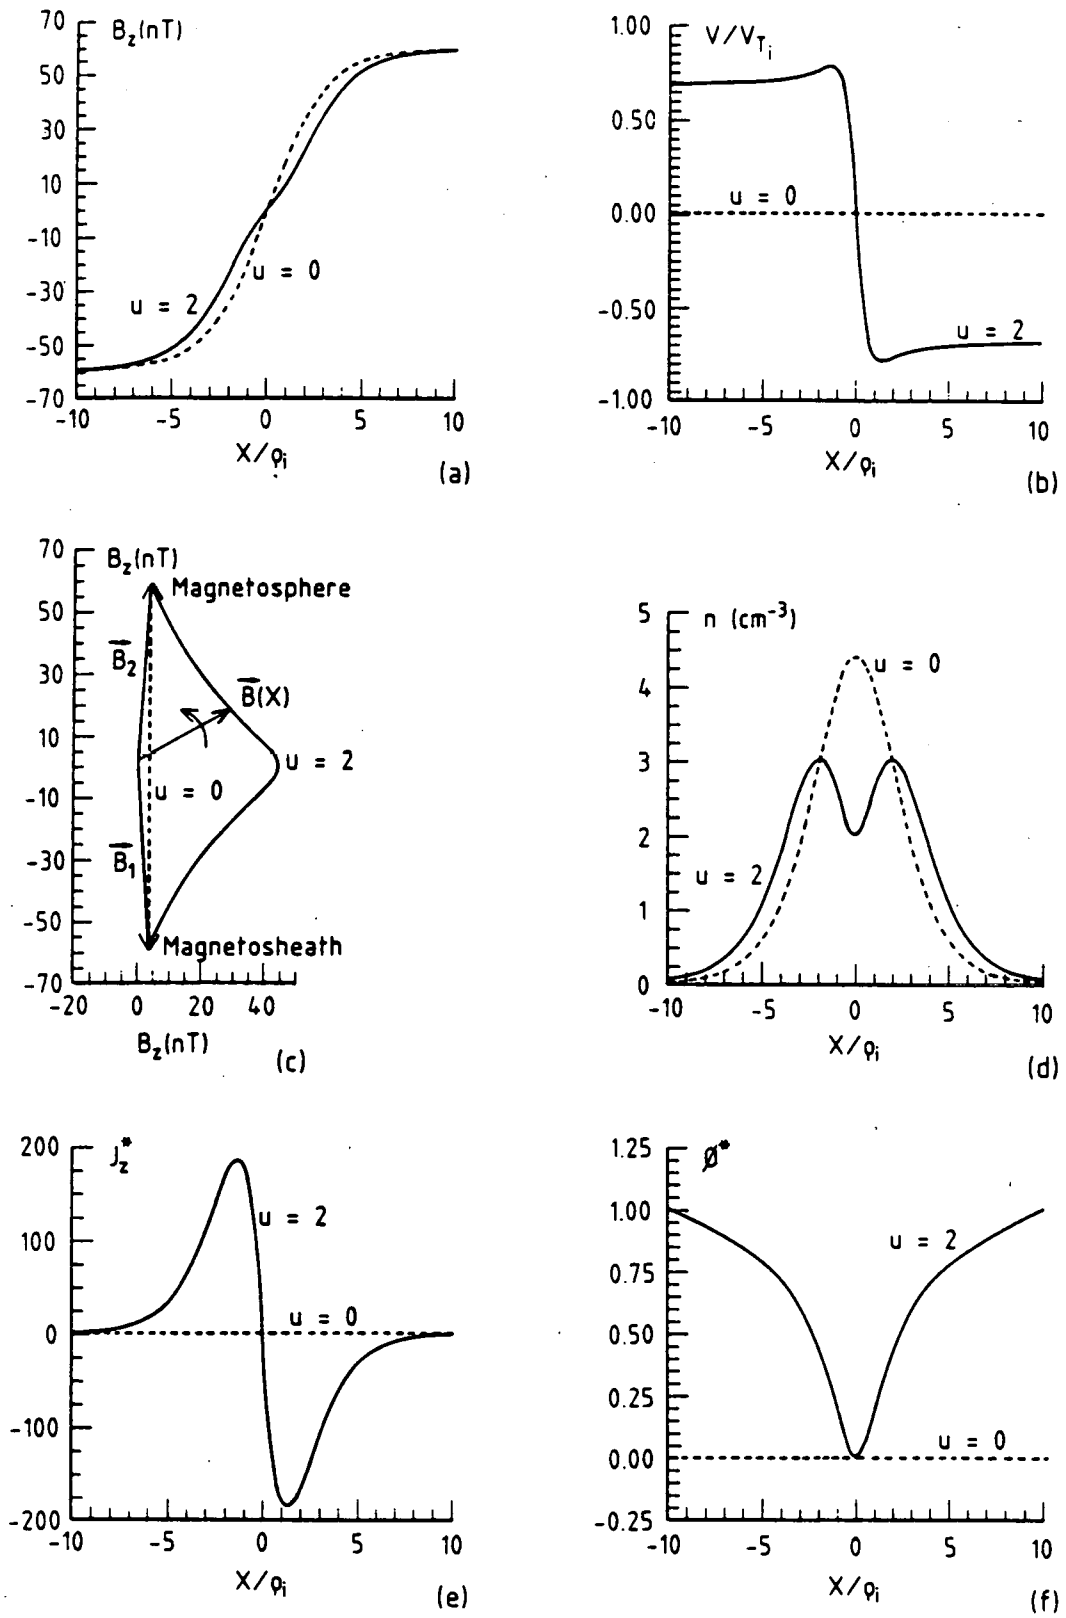 B_z(nT)
70
50
30
10
-10
-30
-50
-70
u = 0
u = 2
-10 -5 0 5 10
X/ρ_i
(a)
V/V_{T_i}
1.00
0.50
0.00
-0.50
-1.00
u = 0
u = 2
-10 -5 0 5 10
X/ρ_i
(b)
B_z(nT)
70
50
30
10
-10
-30
-50
-70
Magnetosphere
B_2
B(X)
u = 2
u = 0
B_1
Magnetosheath
-20 0 20 40
B_z(nT)
(c)
n (cm⁻³)
5
4
3
2
1
0
u = 0
u = 2
-10 -5 0 5 10
X/ρ_i
(d)
J_z*
200
100
0
-100
-200
u = 2
u = 0
-10 -5 0 5 10
X/ρ_i
(e)
Ø*
1.25
1.00
0.75
0.50
0.25
0.00
-0.25
u = 2
u = 0
-10 -5 0 5 10
X/ρ_i
(f)